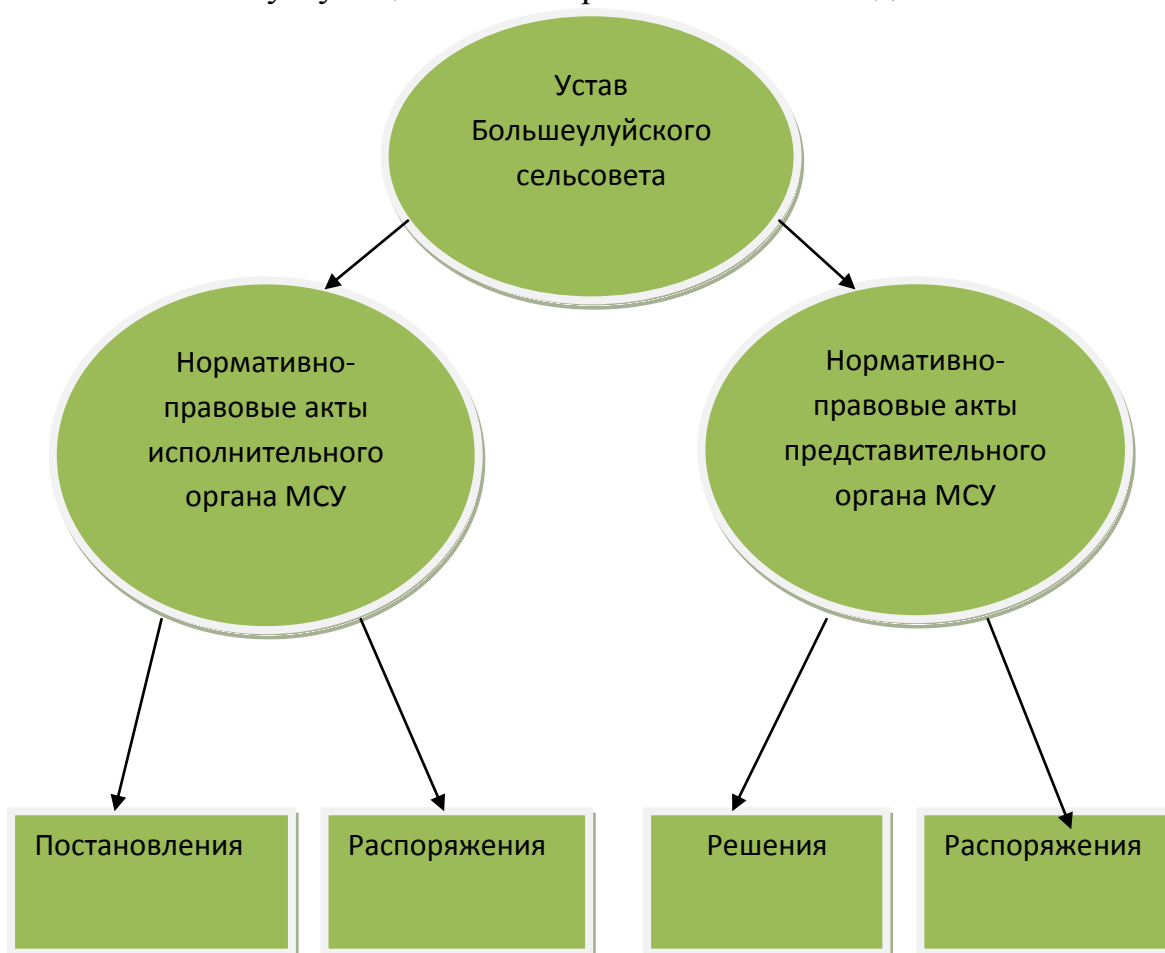 Устав
Большеулуйского
сельсовета
Нормативно-
правовые акты
исполнительного
органа МСУ
Нормативно-
правовые акты
представительного
органа МСУ
Постановления
Распоряжения
Решения
Распоряжения